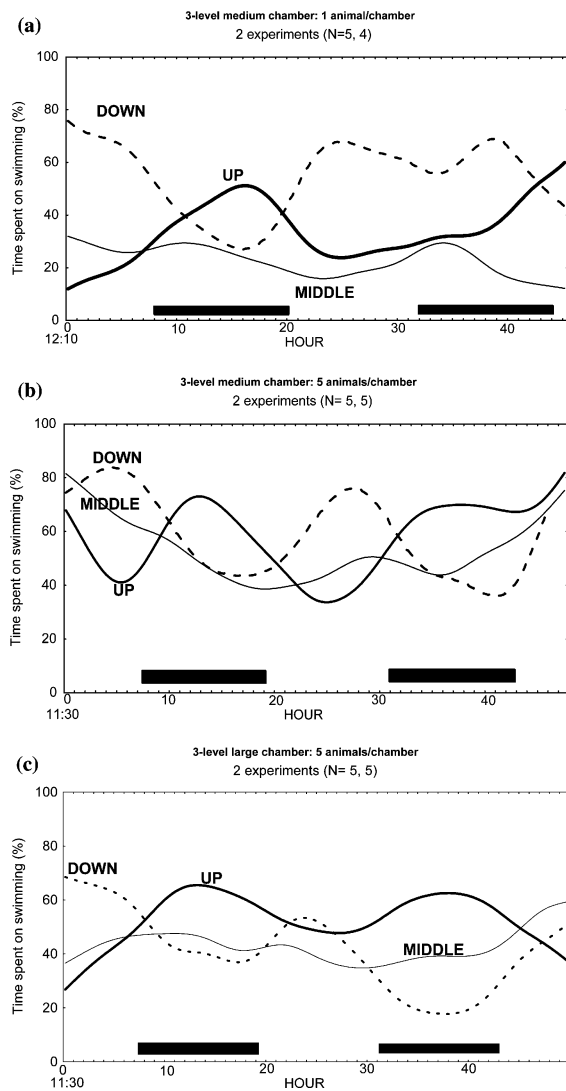 (a)
3-level medium chamber: 1 animal/chamber
2 experiments (N=5, 4)
Time spent on swimming (%)
100
80
60
40
20
0
DOWN
UP
MIDDLE
0 10 20 30 40
12:10
HOUR
(b)
3-level medium chamber: 5 animals/chamber
2 experiments (N= 5, 5)
Time spent on swimming (%)
100
80
60
40
20
0
DOWN
MIDDLE
UP
0 10 20 30 40
11:30
HOUR
(c)
3-level large chamber: 5 animals/chamber
2 experiments (N= 5, 5)
Time spent on swimming (%)
100
80
60
40
20
0
DOWN
UP
MIDDLE
0 10 20 30 40
11:30
HOUR